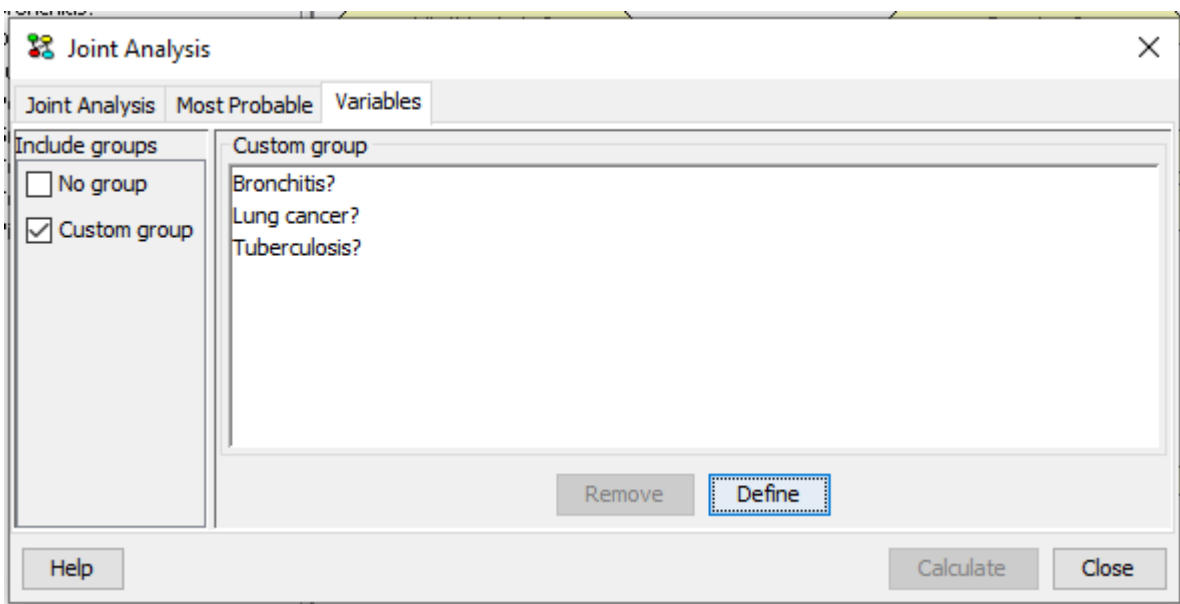 Joint Analysis
Joint Analysis Most Probable Variables
Include groups
No group
Custom group
Custom group
Bronchitis?
Lung cancer?
Tuberculosis?
Remove Define
Help Calculate Close